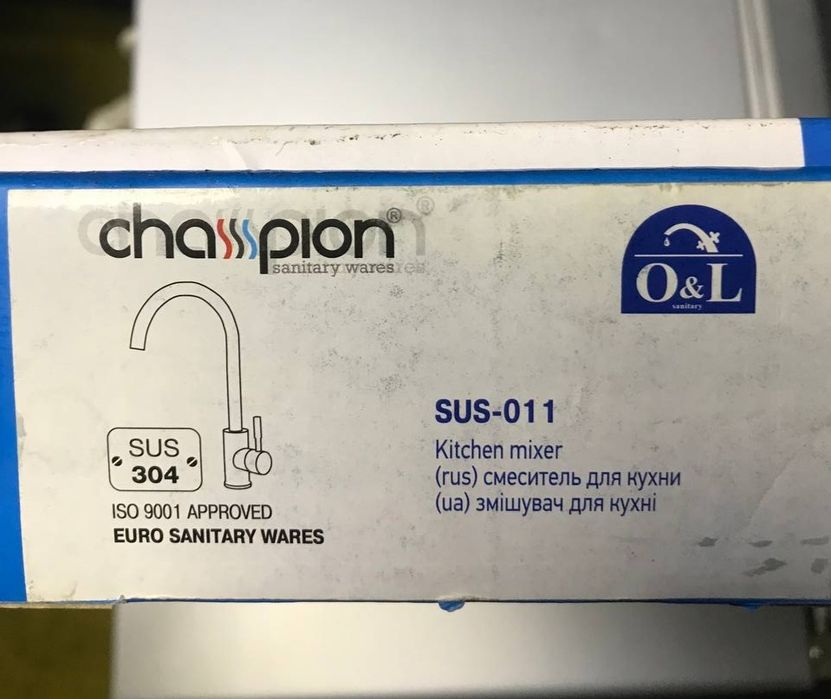 champion®
sanitary wares
O&L
sanitary
SUS
304
ISO 9001 APPROVED
EURO SANITARY WARES
SUS-011
Kitchen mixer
(rus) смеситель для кухни
(ua) змішувач для кухні